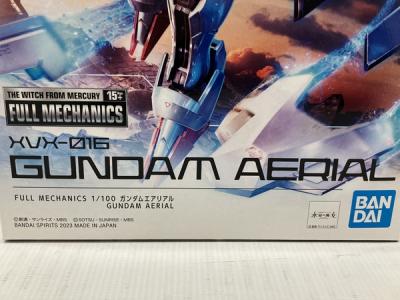 THE WITCH FROM MERCURY
15+
FULL MECHANICS
XVX-016
GUNDAM AERIAL
FULL MECHANICS 1/100 ガンダムエアリアル
GUNDAM AERIAL
BAN
DAI
©創通・サンライズ・MBS ©SOTSU・SUNRISE・MBS
BANDAI SPIRITS 2023 MADE IN JAPAN